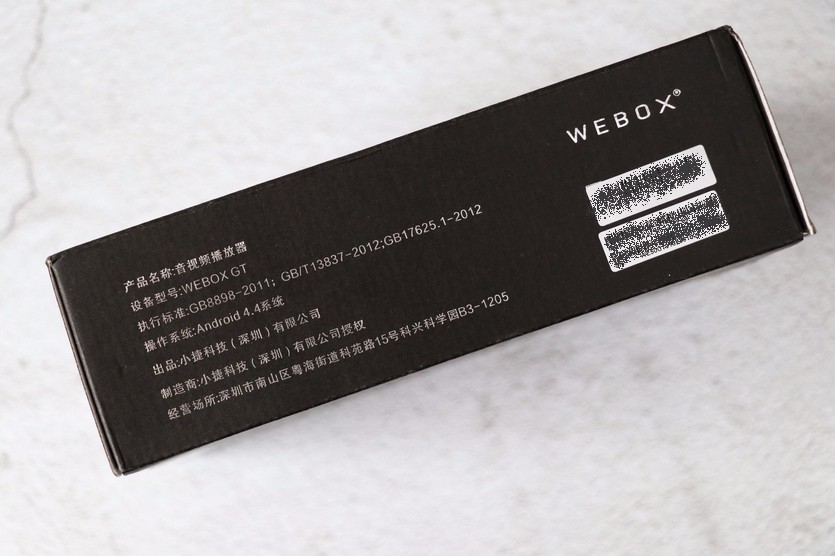 WEBOX®
产品名称:音视频播放器
设备型号:WEBOX GT
执行标准:GB8898-2011; GB/T13837-2012;GB17625.1-2012
操作系统:Android 4.4系统
出品:小捷科技(深圳)有限公司
制造商:小捷科技(深圳)有限公司授权
经营场所:深圳市南山区粤海街道科苑路15号科兴科学园B3-1205